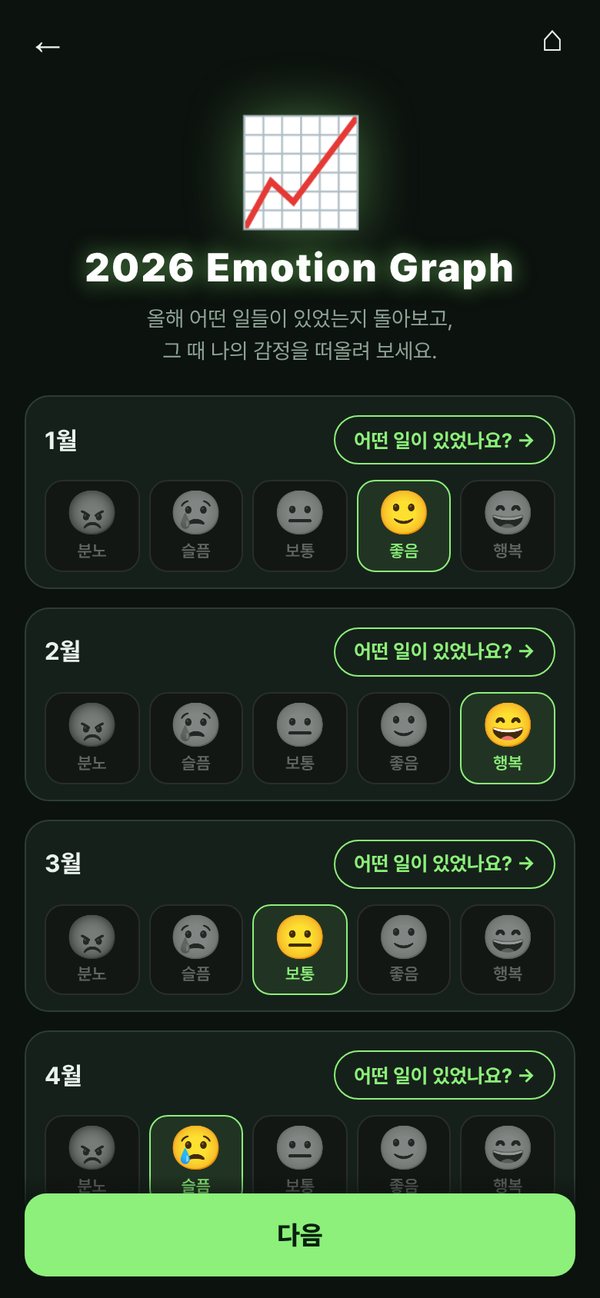 2026 Emotion Graph
올해 어떤 일들이 있었는지 돌아보고,
그 때 나의 감정을 떠올려 보세요.
1월
어떤 일이 있었나요? →
분노 슬픔 보통 좋음 행복
2월
어떤 일이 있었나요? →
분노 슬픔 보통 좋음 행복
3월
어떤 일이 있었나요? →
분노 슬픔 보통 좋음 행복
4월
어떤 일이 있었나요? →
분노 슬픔 보통 좋음 행복
다음